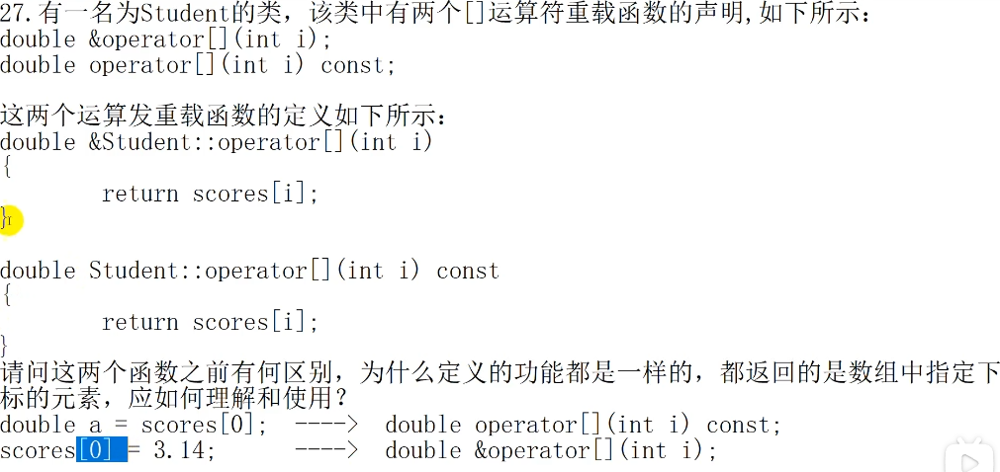 27.有一名为Student的类，该类中有两个[]运算符重载函数的声明,如下所示：
double &operator[](int i);
double operator[](int i) const;
这两个运算发重载函数的定义如下所示：
double &Student::operator[](int i)
{
return scores[i];
}
double Student::operator[](int i) const
{
return scores[i];
}
请问这两个函数之前有何区别，为什么定义的功能都是一样的，都返回的是数组中指定下
标的元素，应如何理解和使用？
double a = scores[0]; ----> double operator[](int i) const;
scores[0] = 3.14; ----> double &operator[](int i);